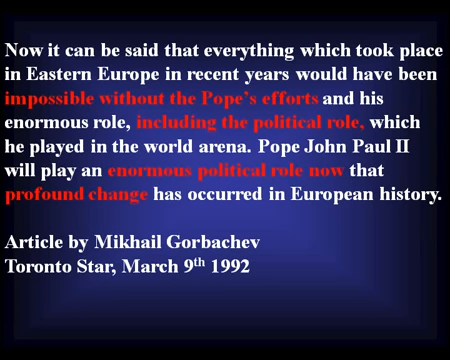 Now it can be said that everything which took place
in Eastern Europe in recent years would have been
impossible without the Pope's efforts and his
enormous role, including the political role, which
he played in the world arena. Pope John Paul II
will play an enormous political role now that
profound change has occurred in European history.
Article by Mikhail Gorbachev
Toronto Star, March 9th 1992